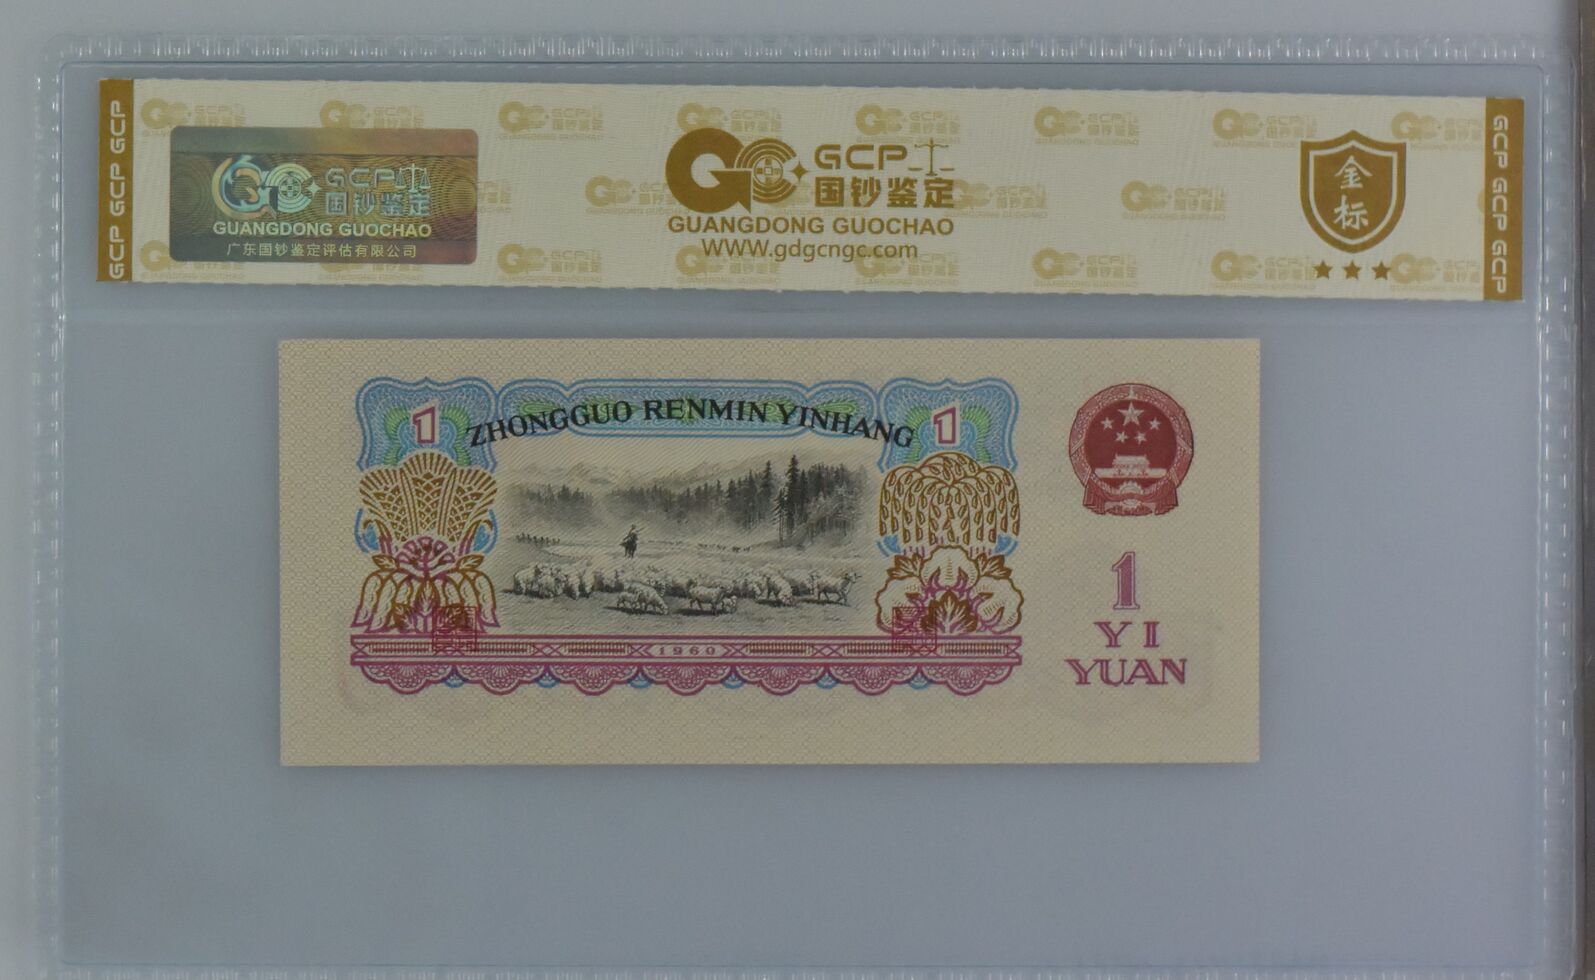 GCP GCP GCP
GCP
国钞鉴定
GUANGDONG GUOCHAO
广东国钞鉴定评估有限公司
GCP
国钞鉴定
GUANGDONG GUOCHAO
WWW.gdgcngc.com
金标
GCP GCP GCP
1
ZHONGGUO RENMIN YINHANG
1
1960
1
YI
YUAN